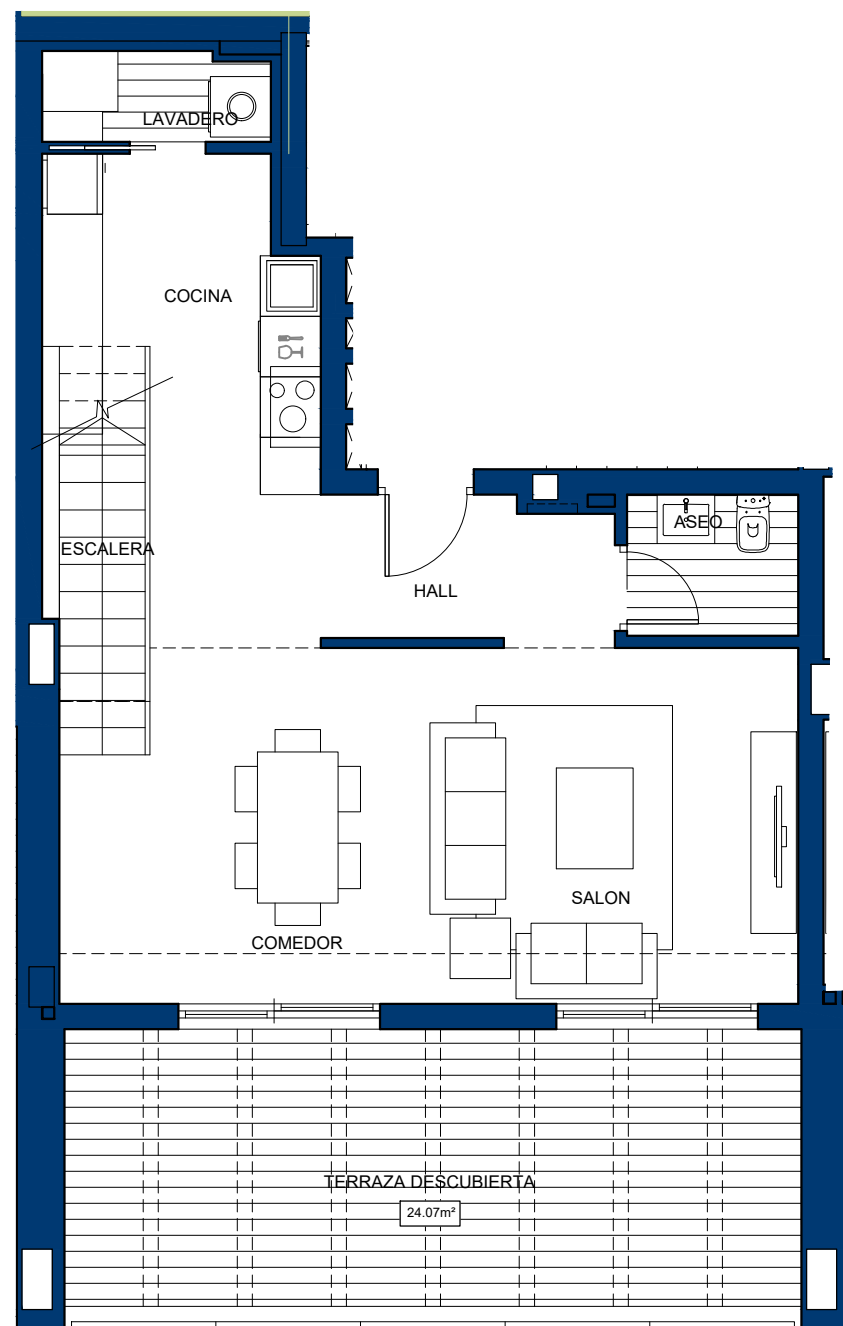 LAVADERO
COCINA
ASEO
ESCALERA
HALL
SALON
COMEDOR
TERRAZA DESCUBIERTA
24.07m²